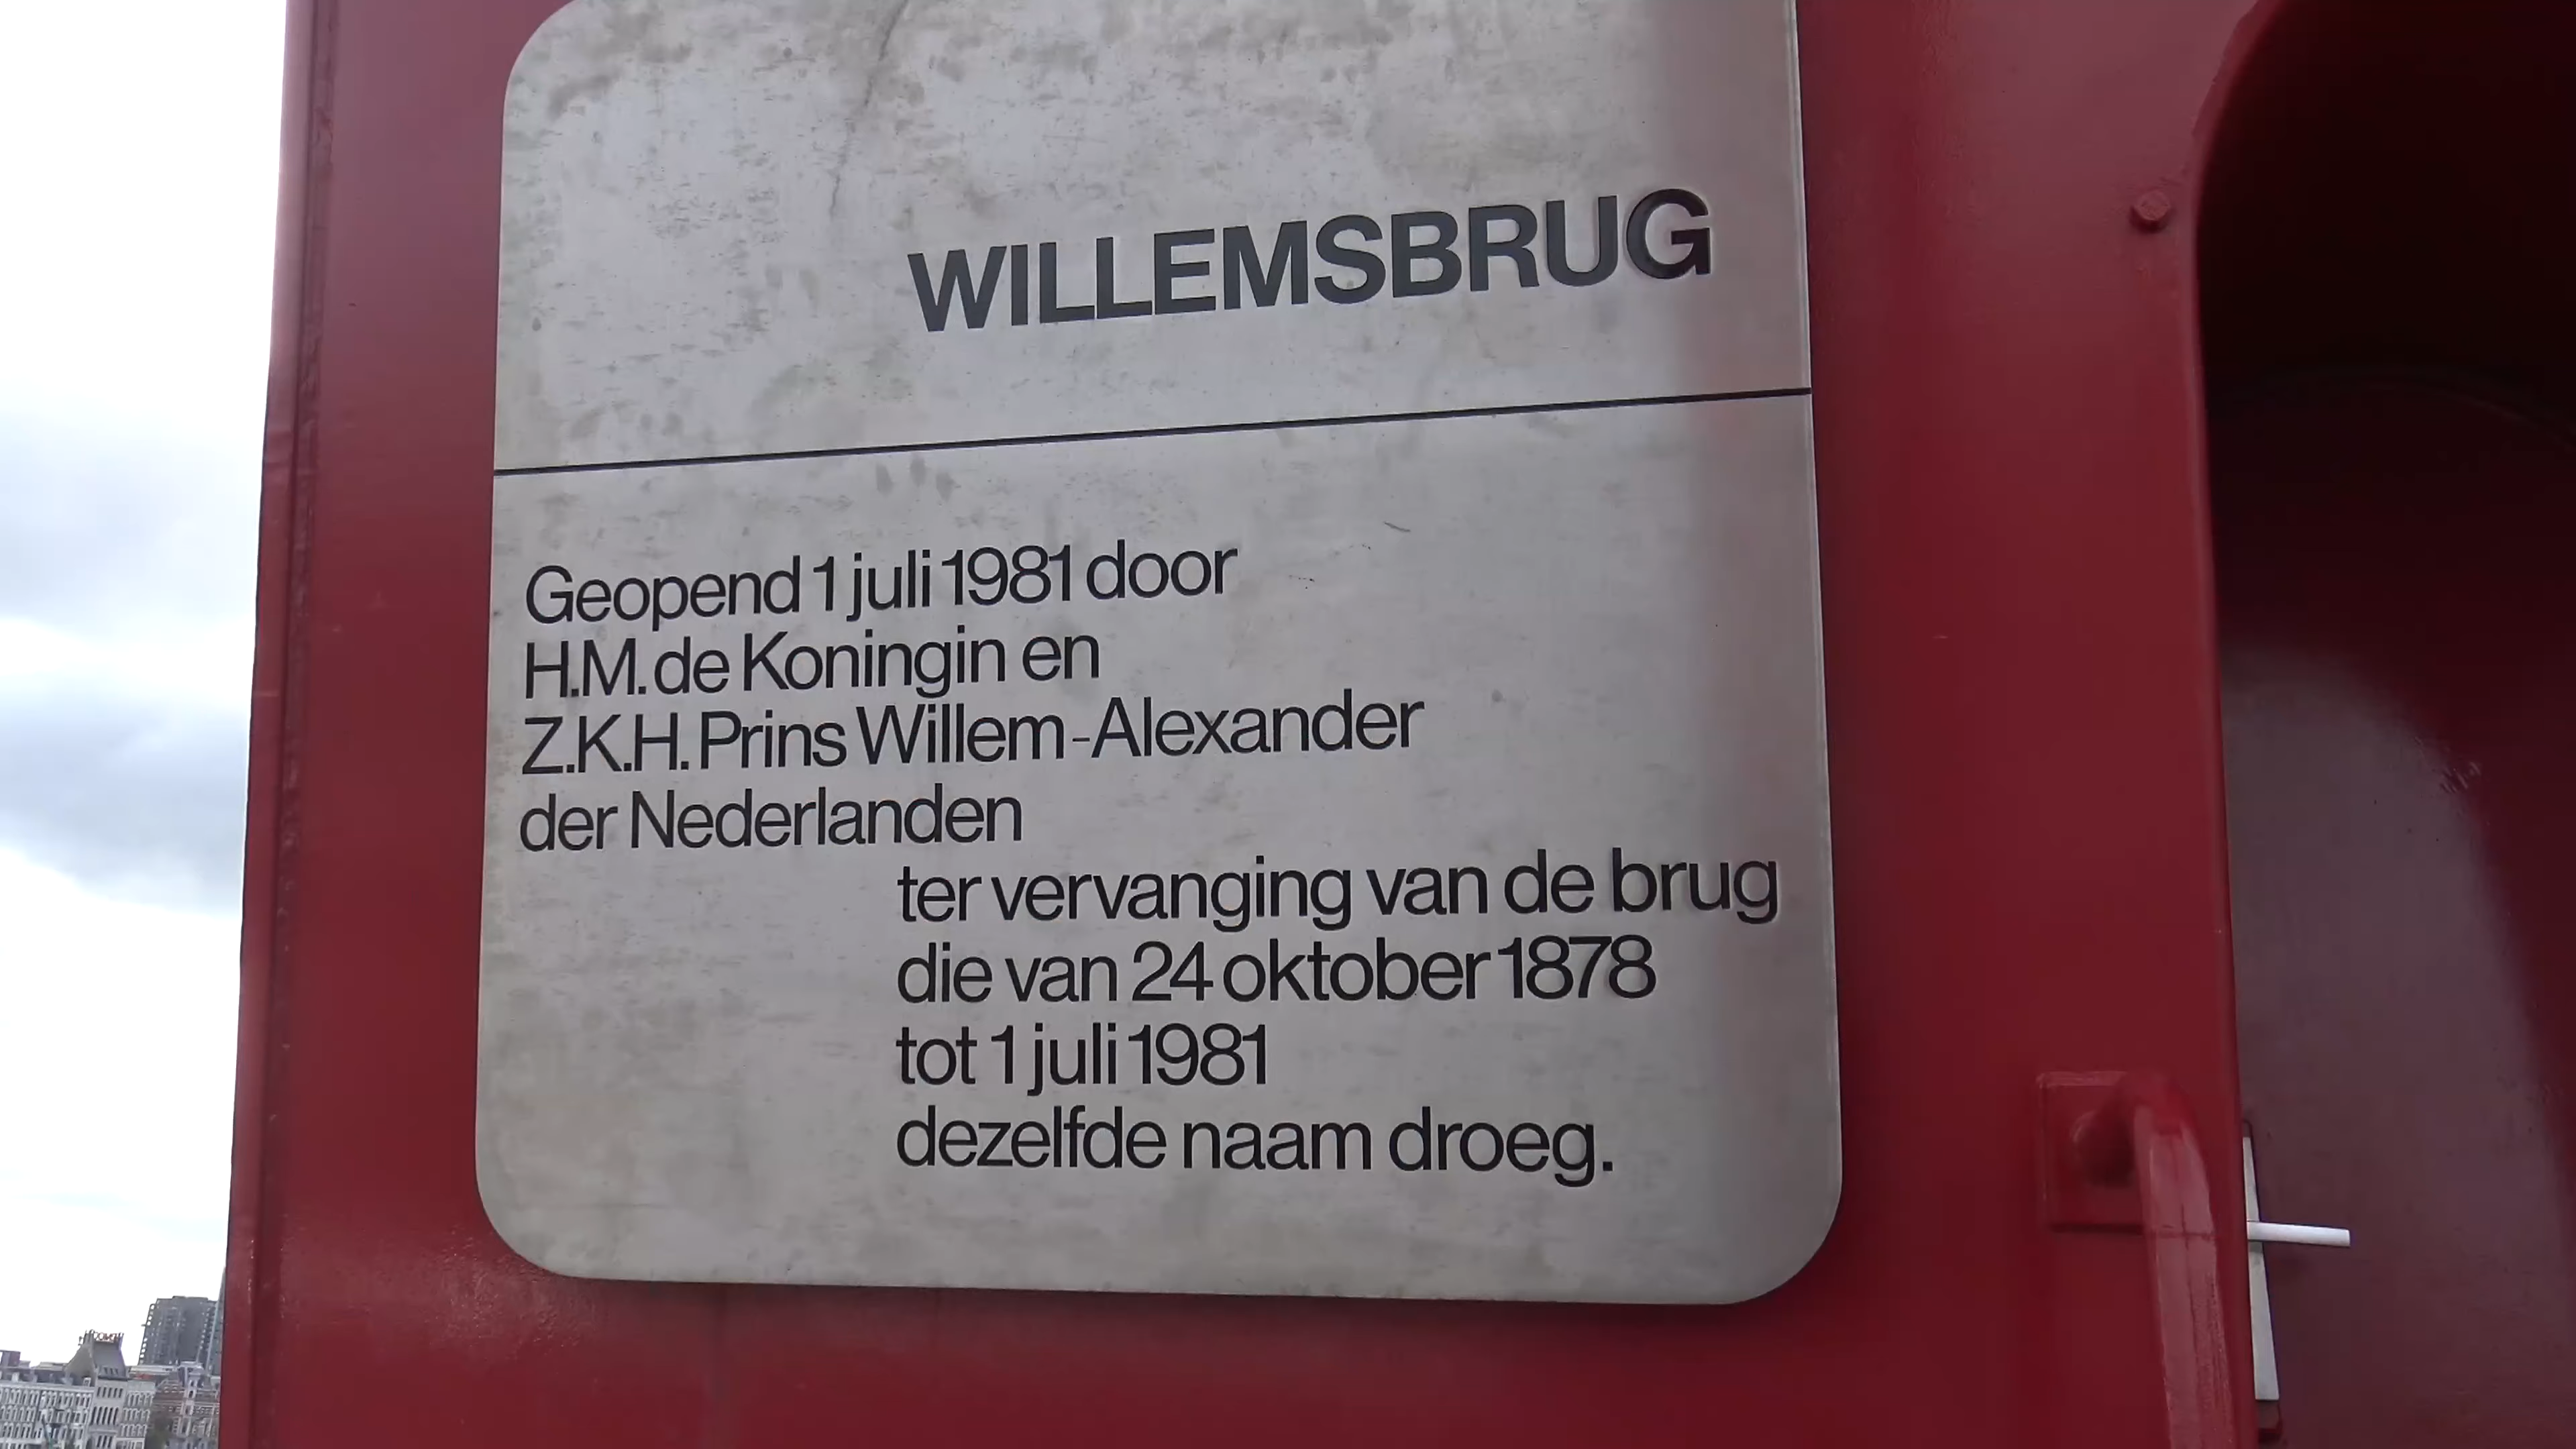 WILLEMSBRUG
Geopend 1 juli 1981 door
H.M. de Koningin en
Z.K.H. Prins Willem-Alexander
der Nederlanden
ter vervanging van de brug
die van 24 oktober 1878
tot 1 juli 1981
dezelfde naam droeg.